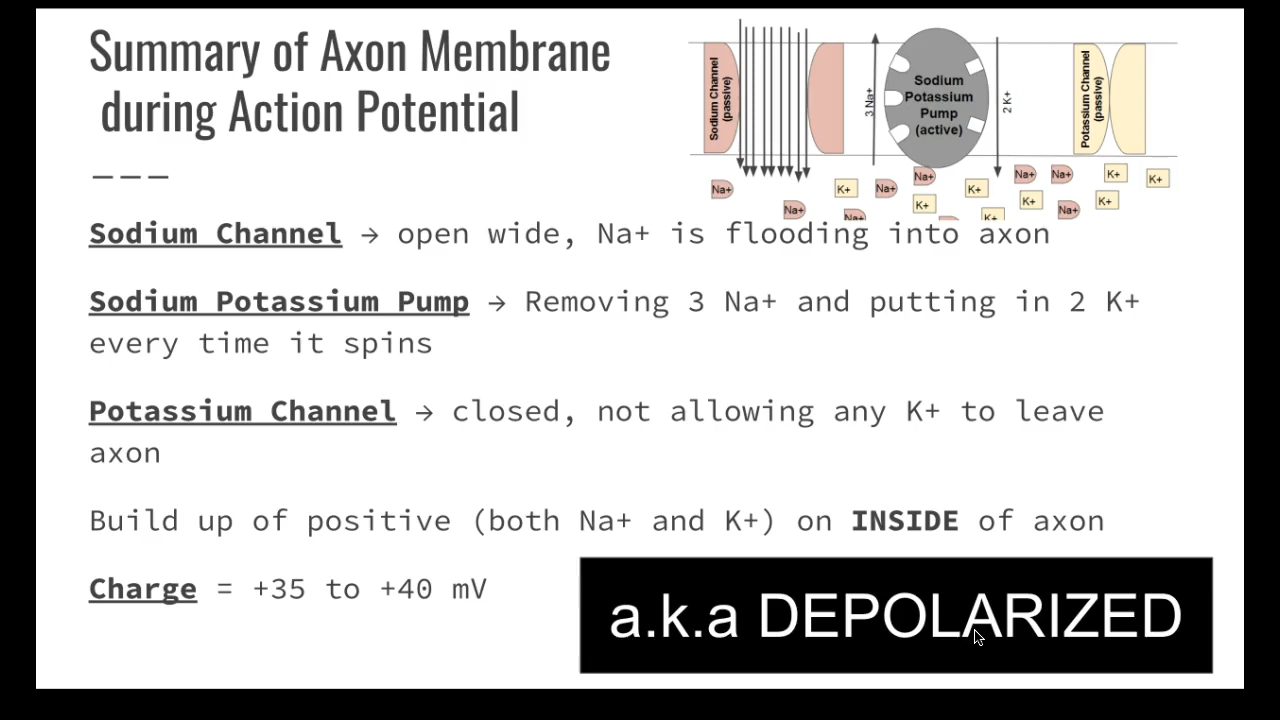 Summary of Axon Membrane
during Action Potential
Sodium Channel
(passive)
3 Na+
Sodium
Potassium
Pump
(active)
2 K+
Potassium Channel
(passive)
Na+ K+ Na+ Na+ K+ Na+ Na+ K+ K+
Na+ Na+ K+ K+ K+ Na+ K+
Sodium Channel → open wide, Na+ is flooding into axon
Sodium Potassium Pump → Removing 3 Na+ and putting in 2 K+
every time it spins
Potassium Channel → closed, not allowing any K+ to leave
axon
Build up of positive (both Na+ and K+) on INSIDE of axon
Charge = +35 to +40 mV
a.k.a DEPOLARIZED